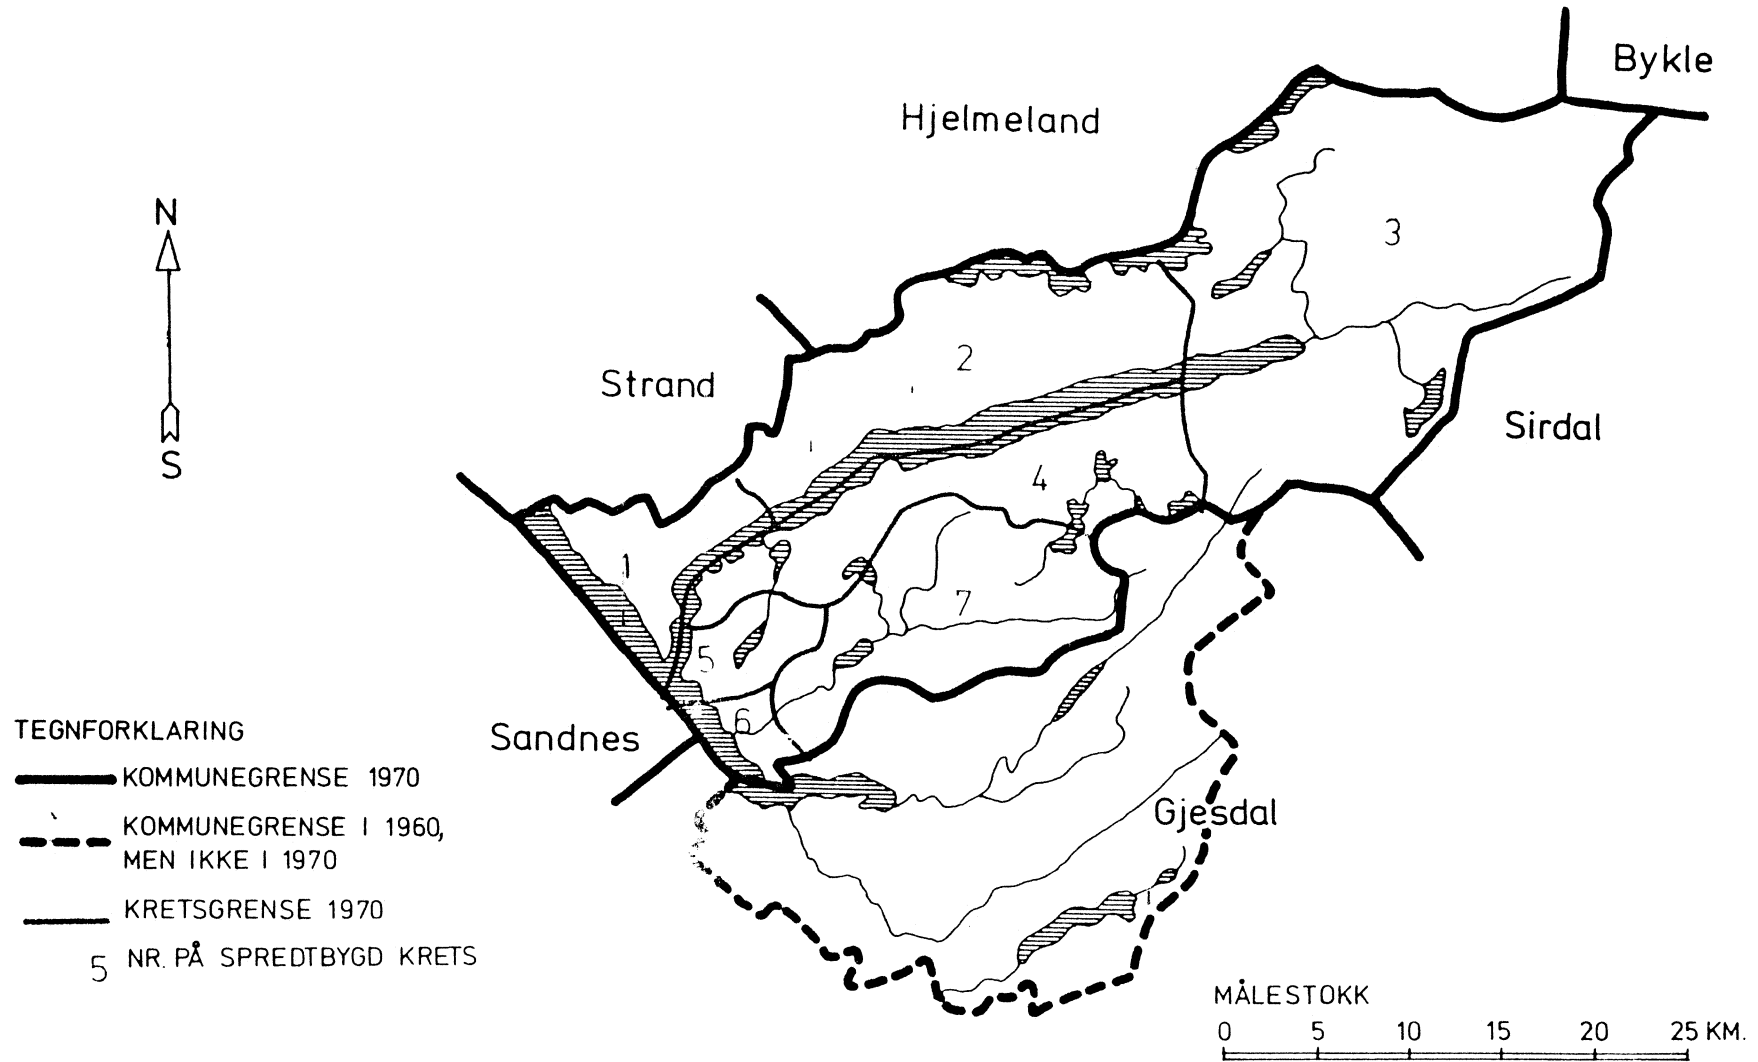 Bykle
Hjelmeland
N
3
2
Strand
Sirdal
S
4
1
7
5
6
Sandnes
Gjesdal
TEGNFORKLARING
KOMMUNEGRENSE 1970
KOMMUNEGRENSE I 1960,
MEN IKKE I 1970
KRETSGRENSE 1970
5 NR. PÅ SPREDTBYGD KRETS
MÅLESTOKK
0 5 10 15 20 25 KM.